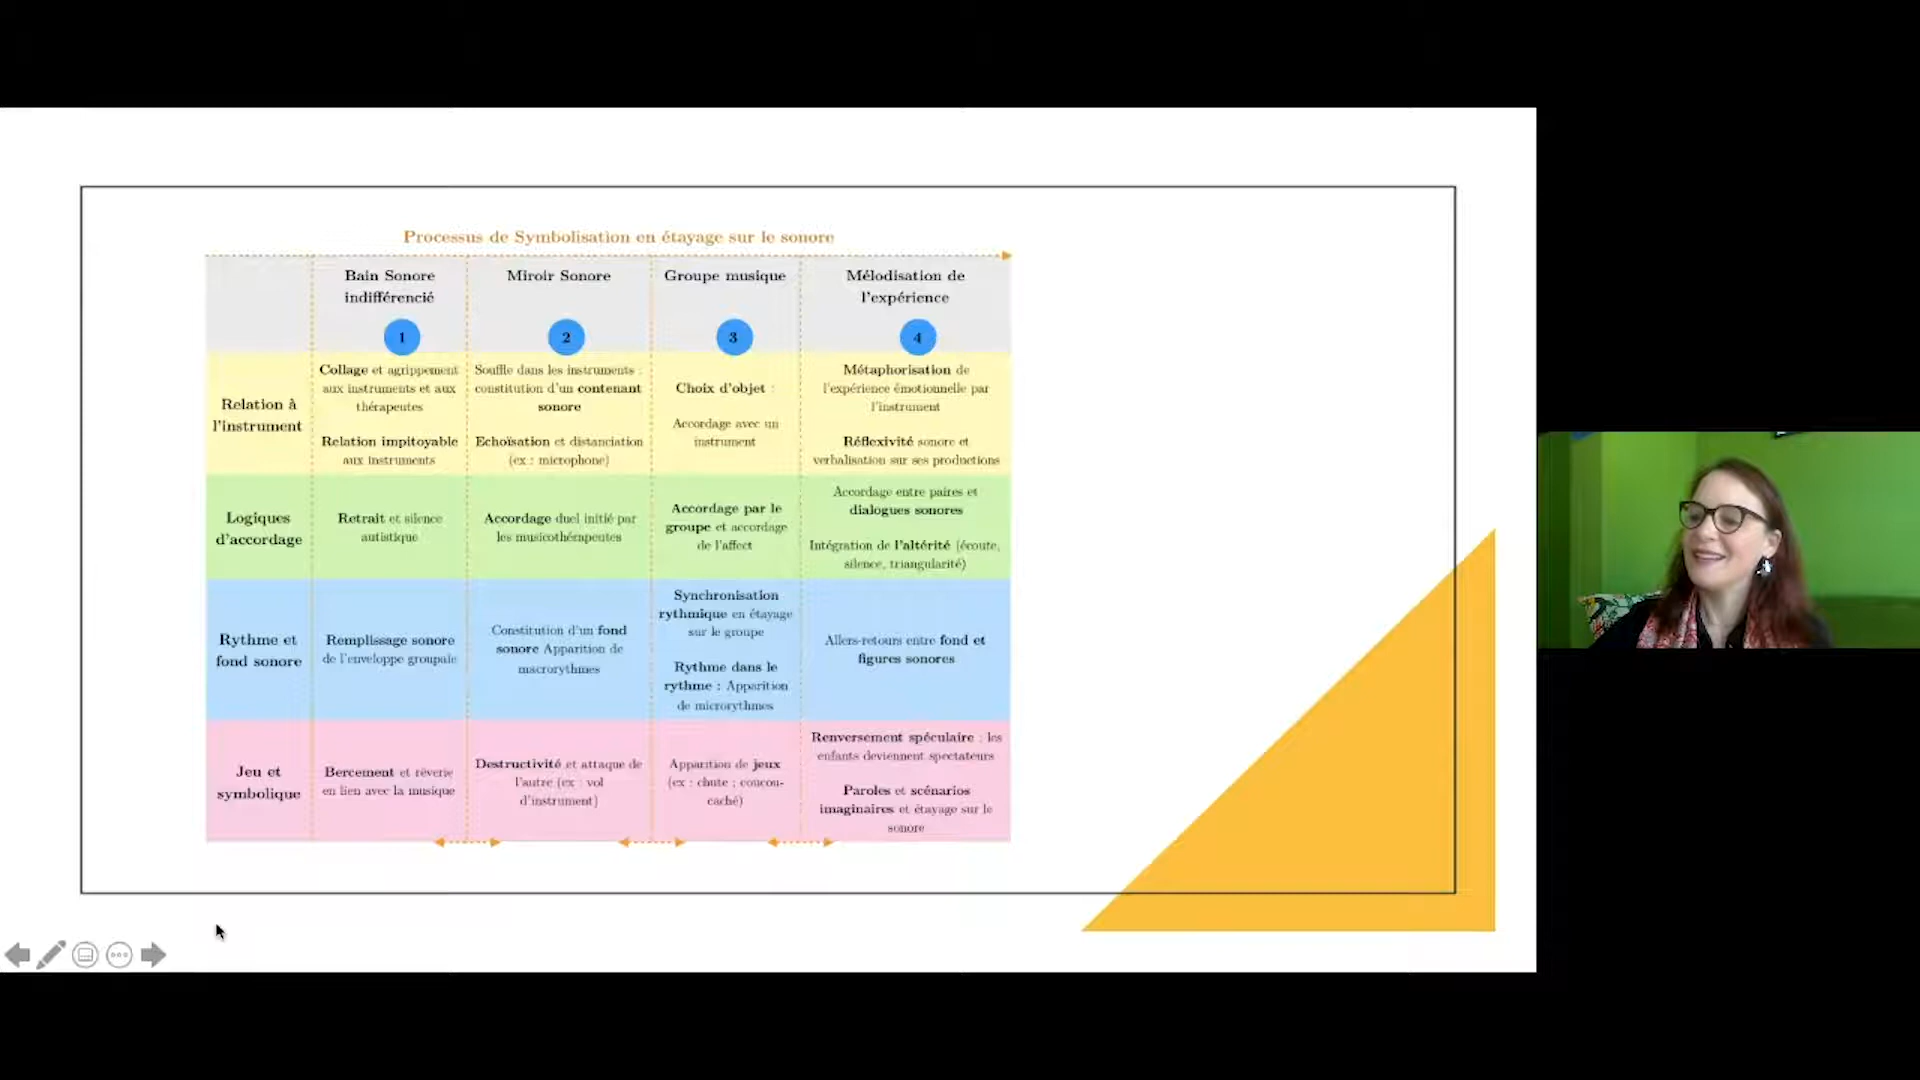 Processus de Symbolisation en étayage sur le sonore
Bain Sonore
indifférencié
Miroir Sonore
Groupe musique
Mélodisation de
l'expérience
1
2
3
4
Relation à
l'instrument
Collage et agrippement
aux instruments et aux
thérapeutes
Relation impitoyable
aux instruments
Souffle dans les instruments :
constitution d'un contenant
sonore
Echoïsation et distanciation
(ex : microphone)
Choix d'objet :
Accordage avec un
instrument
Métaphorisation de
l'expérience émotionnelle par
l'instrument
Réflexivité sonore et
verbalisation sur ses productions
Logiques
d'accordage
Retrait et silence
autistique
Accordage duel initié par
les musicothérapeutes
Accordage par le
groupe et accordage
de l'affect
Accordage entre paires et
dialogues sonores
Intégration de l'altérité (écoute,
silence, triangularité)
Rythme et
fond sonore
Remplissage sonore
de l'enveloppe groupale
Constitution d'un fond
sonore Apparition de
macrorythmes
Synchronisation
rythmique en étayage
sur le groupe
Rythme dans le
rythme : Apparition
de microrythmes
Allers-retours entre fond et
figures sonores
Jeu et
symbolique
Bercement et rêverie
en lien avec la musique
Destructivité et attaque de
l'autre (ex : vol
d'instrument)
Apparition de jeux
(ex : chute ; coucou-
caché)
Renversement spéculaire : les
enfants deviennent spectateurs
Paroles et scénarios
imaginaires et étayage sur le
sonore